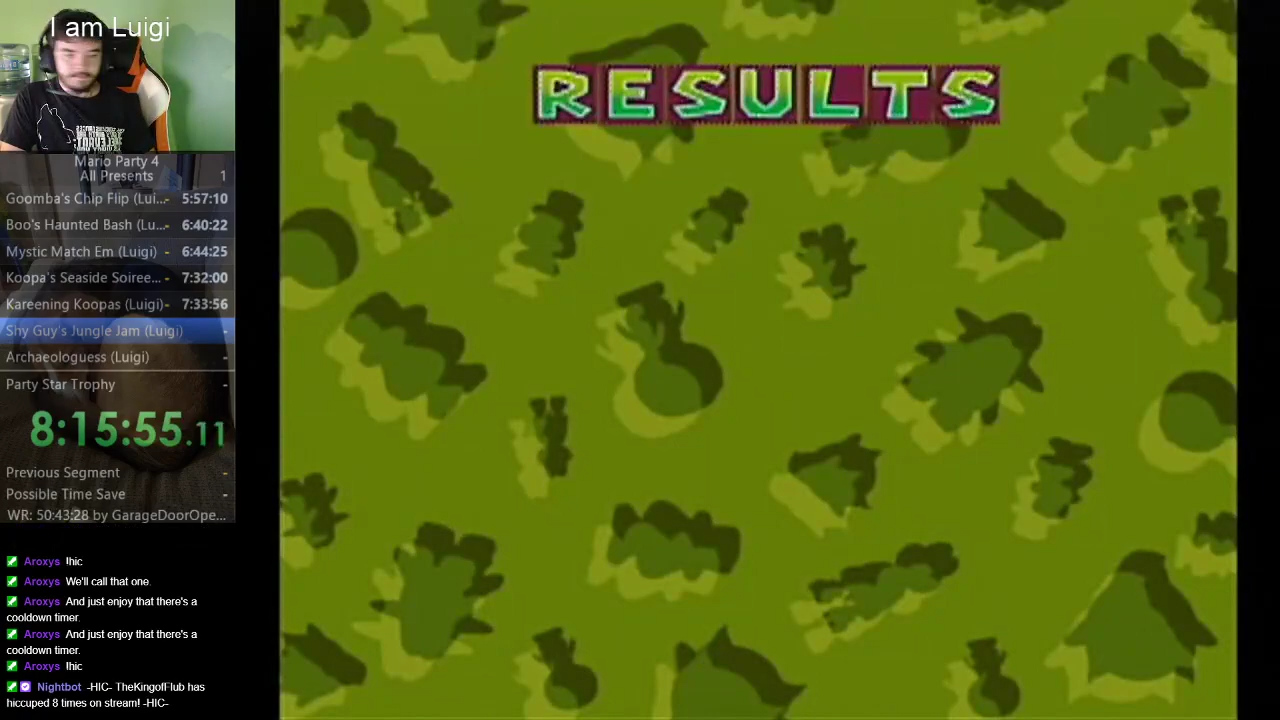 I am Luigi
RESULTS
Mario Party 4
All Presents 1
Goomba's Chip Flip (Lui... - 5:57:10
Boo's Haunted Bash (Lu... - 6:40:22
Mystic Match Em (Luigi) - 6:44:25
Koopa's Seaside Soiree... - 7:32:00
Kareening Koopas (Luigi) - 7:33:56
Shy Guy's Jungle Jam (Luigi) -
Archaeologuess (Luigi) -
Party Star Trophy -
8:15:55.11
Previous Segment -
Possible Time Save -
WR: 50:43:28 by GarageDoorOpe...
Aroxys !hic
Aroxys We'll call that one.
Aroxys And just enjoy that there's a
cooldown timer.
Aroxys And just enjoy that there's a
cooldown timer.
Aroxys !hic
Nightbot -HIC- TheKingofFlub has
hiccuped 8 times on stream! -HIC-